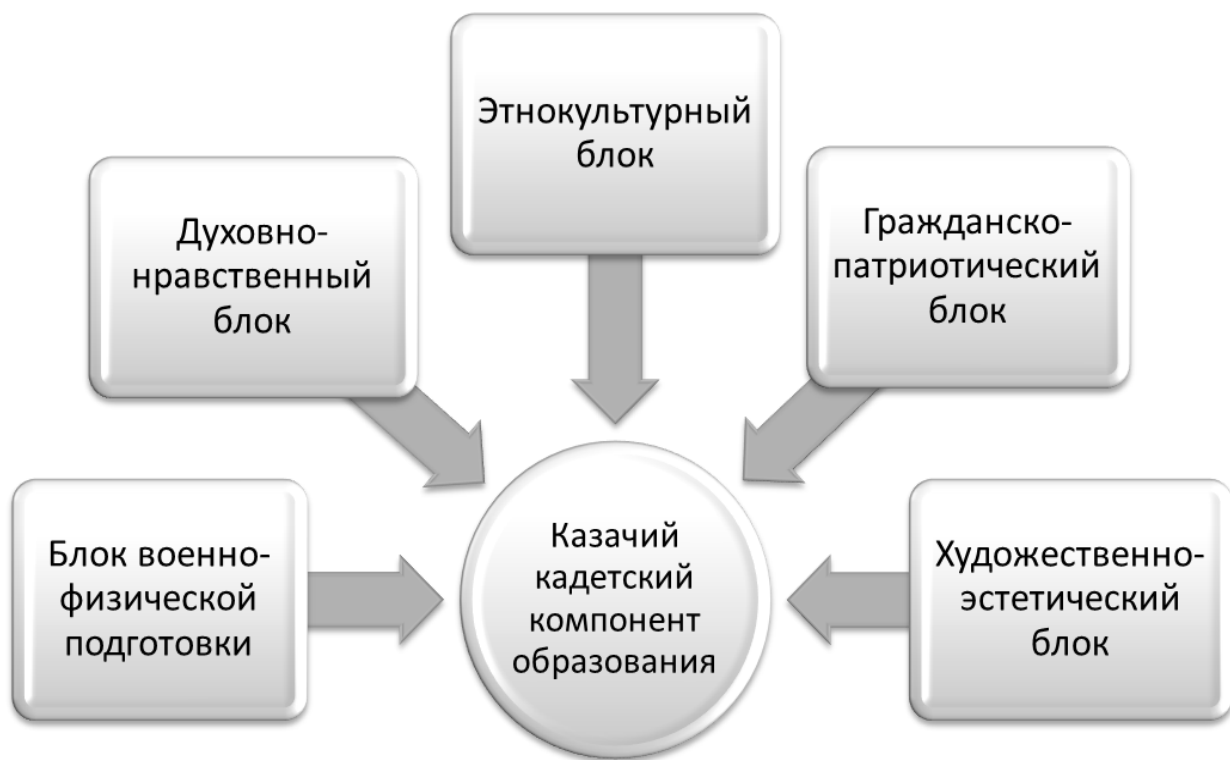 Этнокультурный
блок
Духовно-
нравственный
блок
Гражданско-
патриотический
блок
Блок военно-
физической
подготовки
Казачий
кадетский
компонент
образования
Художественно-
эстетический
блок